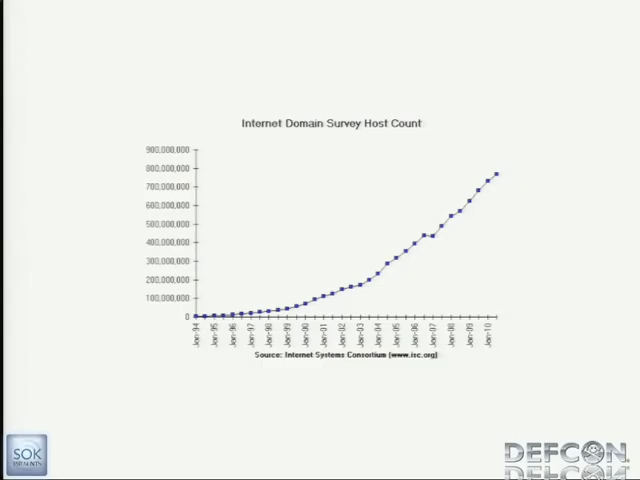 Internet Domain Survey Host Count
900,000,000
800,000,000
700,000,000
600,000,000
500,000,000
400,000,000
300,000,000
200,000,000
100,000,000
0
Jan-94
Jan-95
Jan-96
Jan-97
Jan-98
Jan-99
Jan-00
Jan-01
Jan-02
Jan-03
Jan-04
Jan-05
Jan-06
Jan-07
Jan-08
Jan-09
Jan-10
Source: Internet Systems Consortium (www.isc.org)
SOK
DEFCON